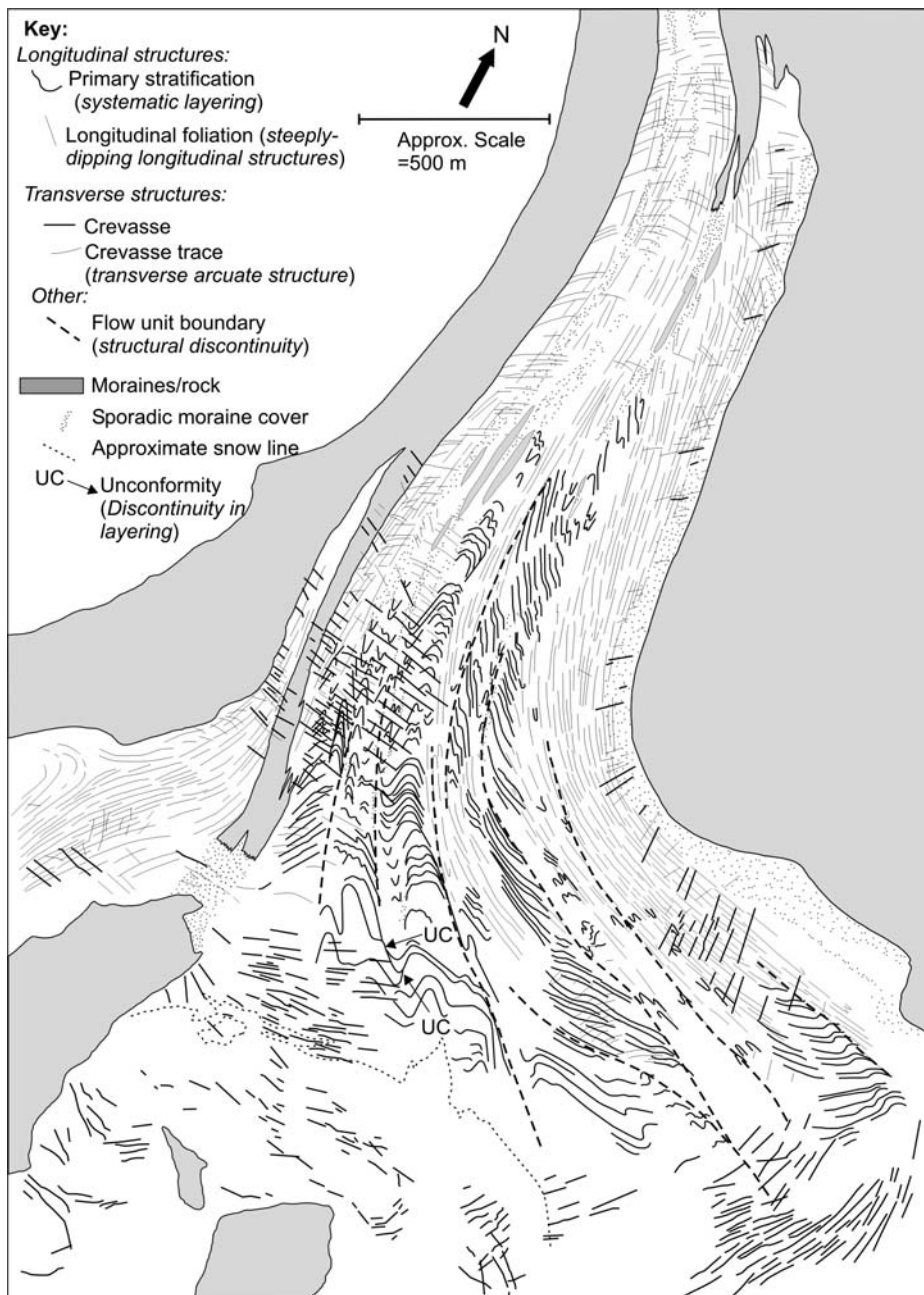 Key:
Longitudinal structures:
Primary stratification
(systematic layering)
Longitudinal foliation (steeply-
dipping longitudinal structures)
Transverse structures:
Crevasse
Crevasse trace
(transverse arcuate structure)
Other:
Flow unit boundary
(structural discontinuity)
Moraines/rock
Sporadic moraine cover
Approximate snow line
UC Unconformity
(Discontinuity in
layering)
N
Approx. Scale
=500 m
UC
UC